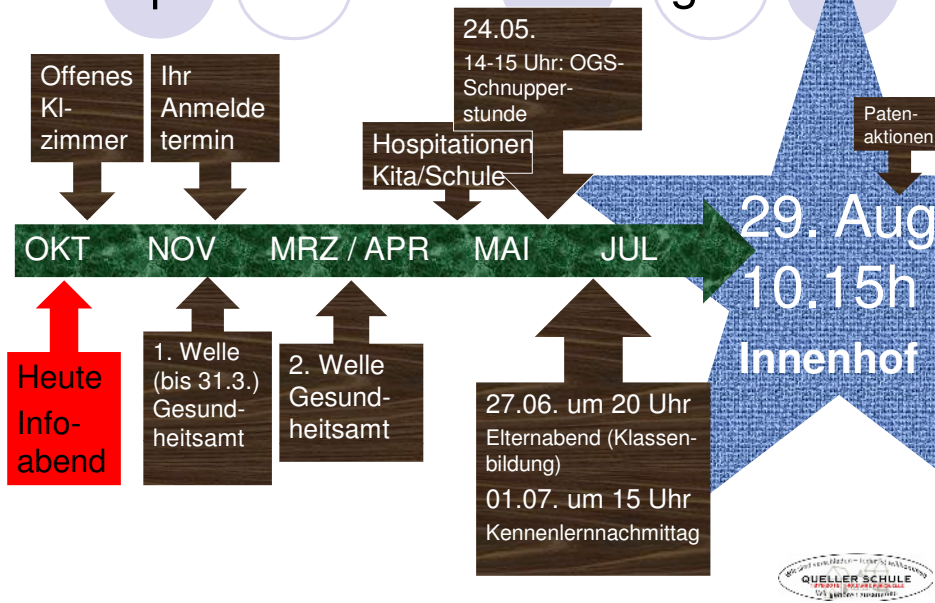 24.05.
14-15 Uhr: OGS-
Schnupper-
stunde
Offenes
Kl-
zimmer
Ihr
Anmelde
termin
Hospitationen
Kita/Schule
Paten-
aktionen
OKT NOV MRZ / APR MAI JUL
29. Aug
10.15h
Innenhof
Heute
Info-
abend
1. Welle
(bis 31.3.)
Gesund-
heitsamt
2. Welle
Gesund-
heitsamt
27.06. um 20 Uhr
Elternabend (Klassen-
bildung)
01.07. um 15 Uhr
Kennenlernnachmittag
QUELLER SCHULE